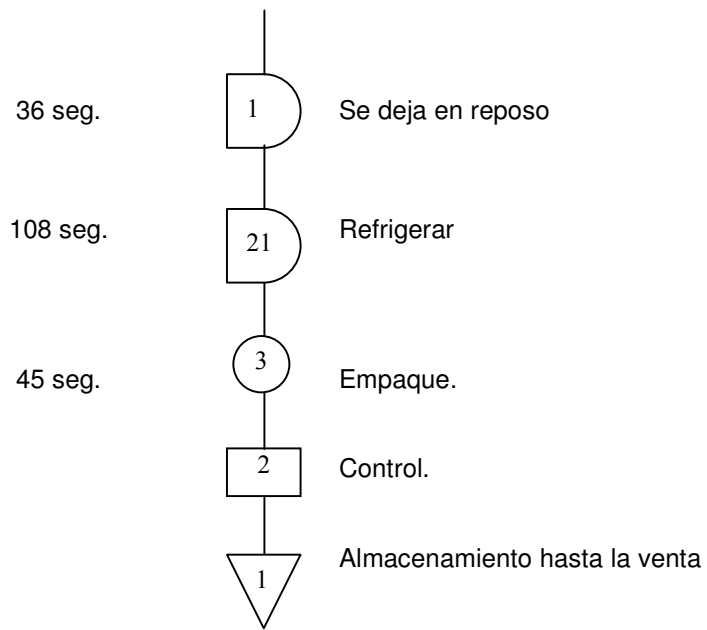 36 seg. 1 Se deja en reposo
108 seg. 21 Refrigerar
3
45 seg. Empaque.
2 Control.
Almacenamiento hasta la venta
1